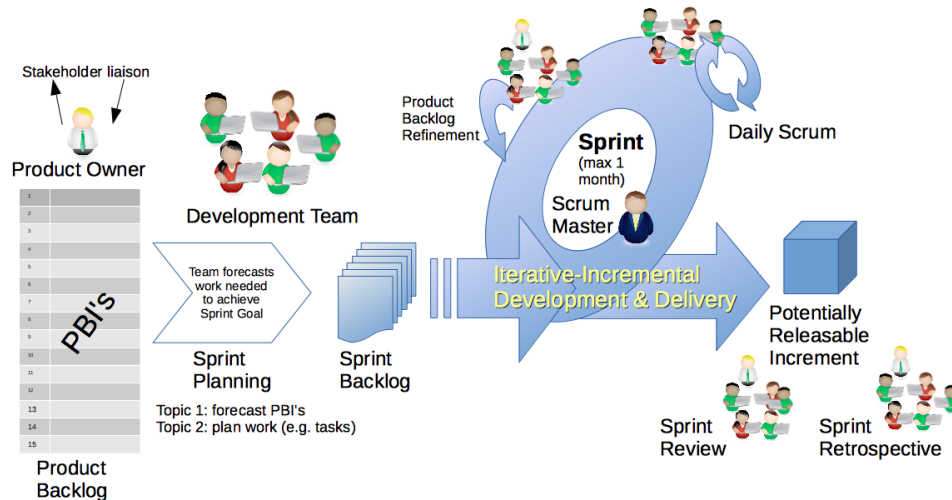 Stakeholder liaison
Product Owner
1
2
3
4
5
6
7
8
9
10
11
12
13
14
15
PBI's
Product
Backlog
Development Team
Team forecasts
work needed
to achieve
Sprint Goal
Sprint
Planning
Topic 1: forecast PBI's
Topic 2: plan work (e.g. tasks)
Sprint
Backlog
Product
Backlog
Refinement
Sprint
(max 1
month)
Scrum
Master
Daily Scrum
Iterative-Incremental
Development & Delivery
Potentially
Releasable
Increment
Sprint
Review
Sprint
Retrospective